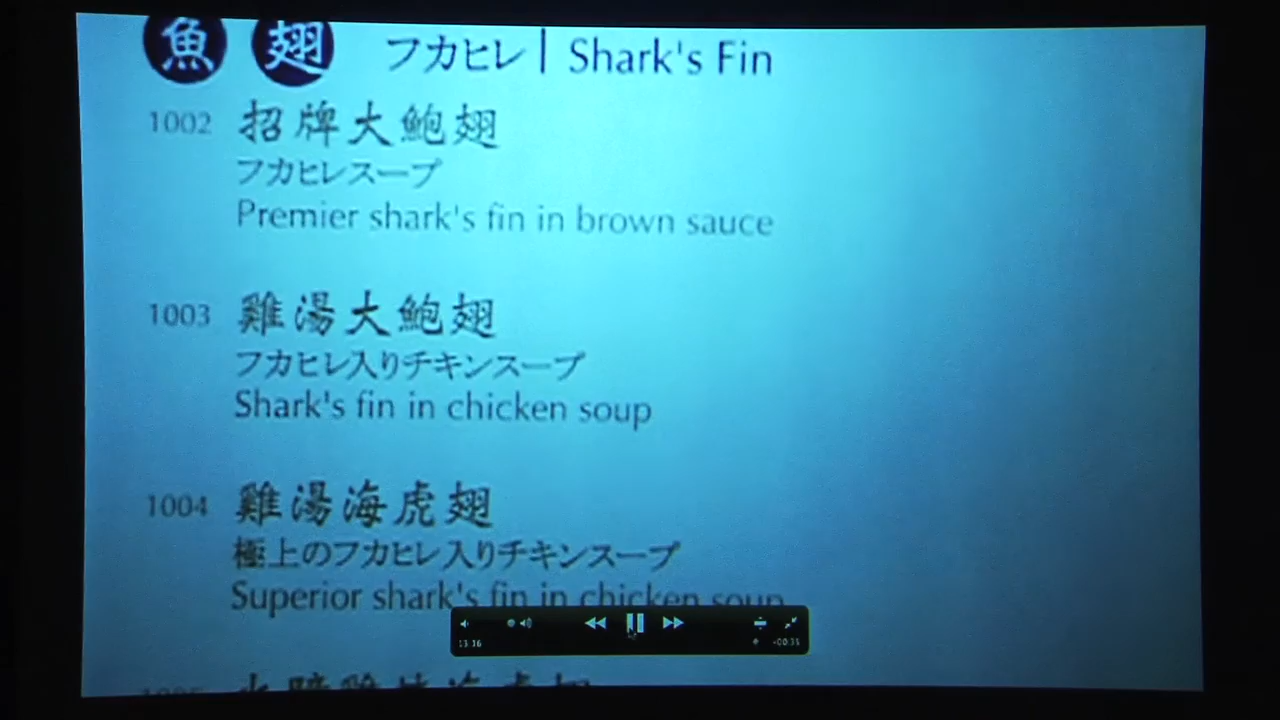 魚翅 フカヒレ | Shark's Fin
1002 招牌大鮑翅
フカヒレスープ
Premier shark's fin in brown sauce
1003 雞湯大鮑翅
フカヒレ入りチキンスープ
Shark's fin in chicken soup
1004 雞湯海虎翅
極上のフカヒレ入りチキンスープ
Superior shark's fin in chicken soup
13:36 -00:35